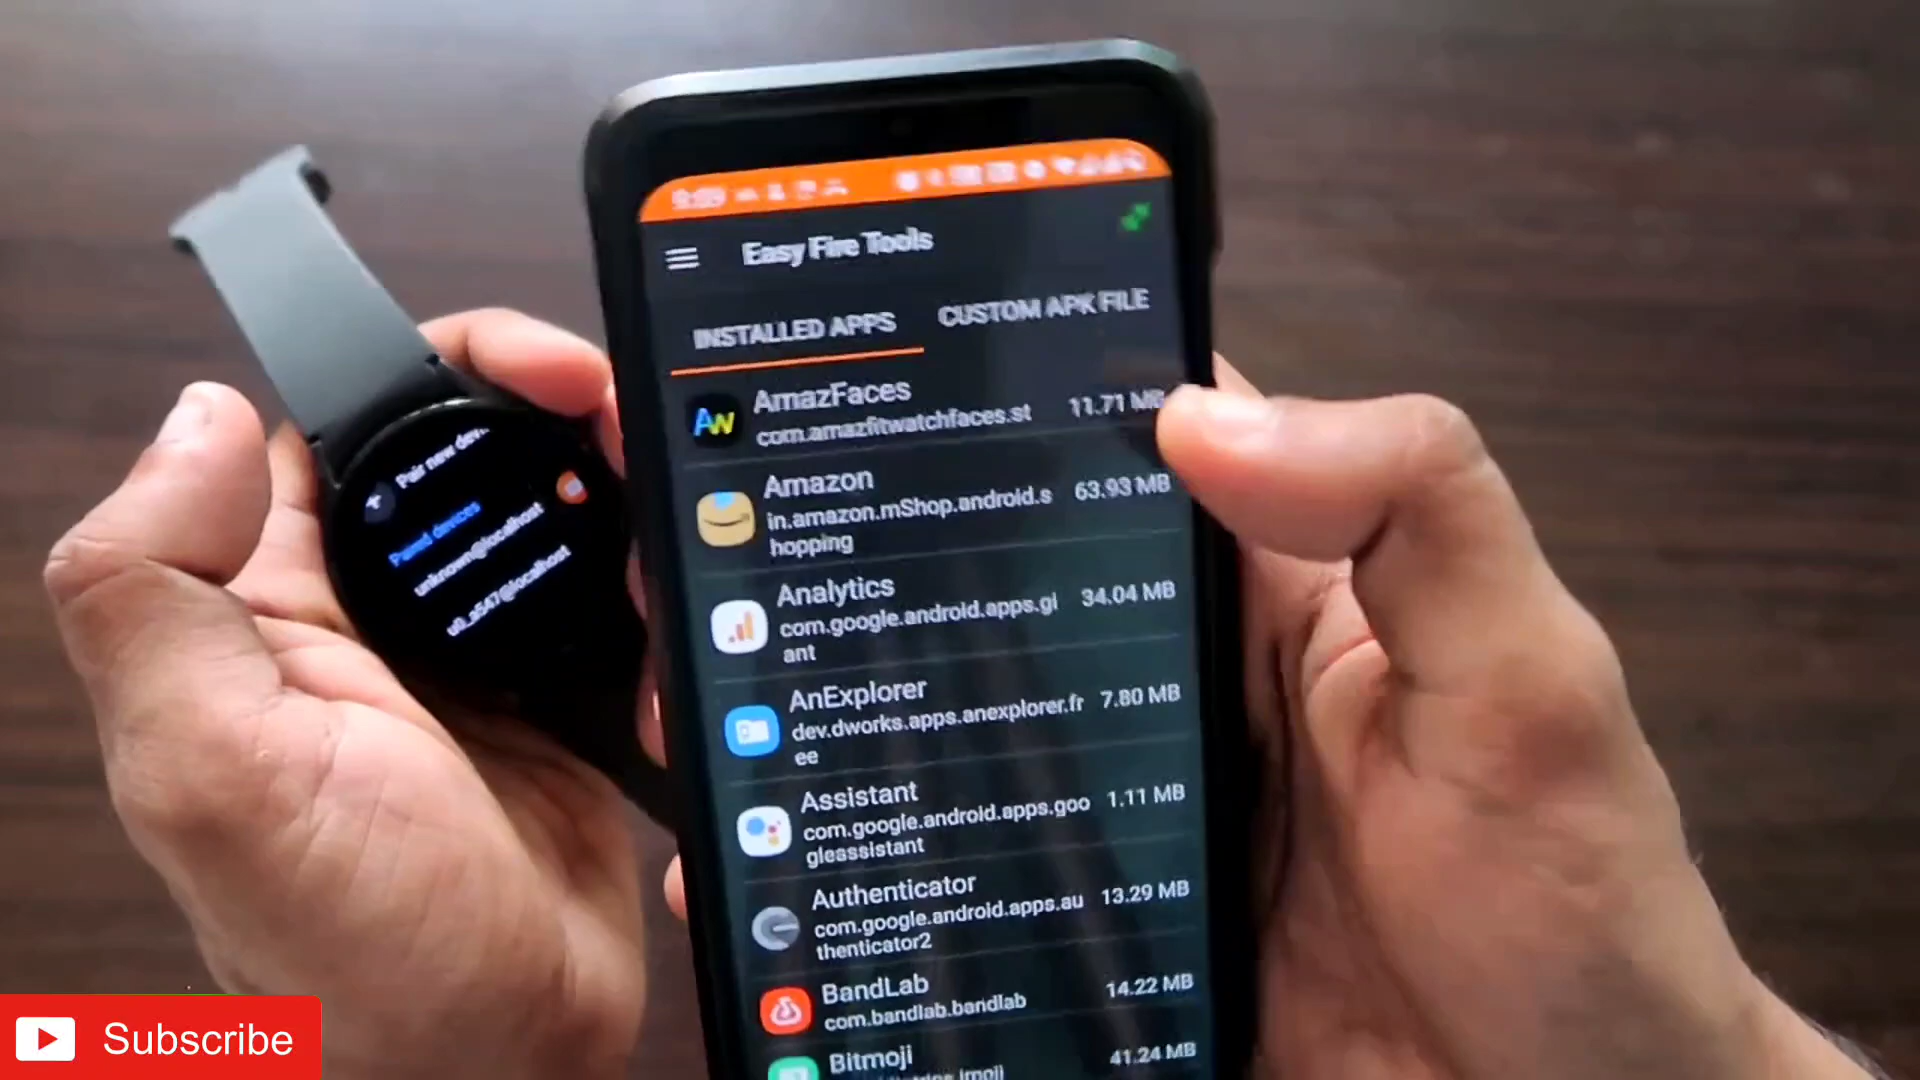 9:09
Easy Fire Tools
INSTALLED APPS
CUSTOM APK FILE
AmazFaces
com.amazfitwatchfaces.st
11.71 MB
Amazon
in.amazon.mShop.android.s
hopping
63.93 MB
Analytics
com.google.android.apps.gi
ant
34.04 MB
AnExplorer
dev.dworks.apps.anexplorer.fr
ee
7.80 MB
Assistant
com.google.android.apps.goo
gleassistant
1.11 MB
Authenticator
com.google.android.apps.au
thenticator2
13.29 MB
BandLab
com.bandlab.bandlab
14.22 MB
Bitmoji
41.24 MB
Pair new
Paired devices
unknown@localhost
u0_a547@localhost
Subscribe